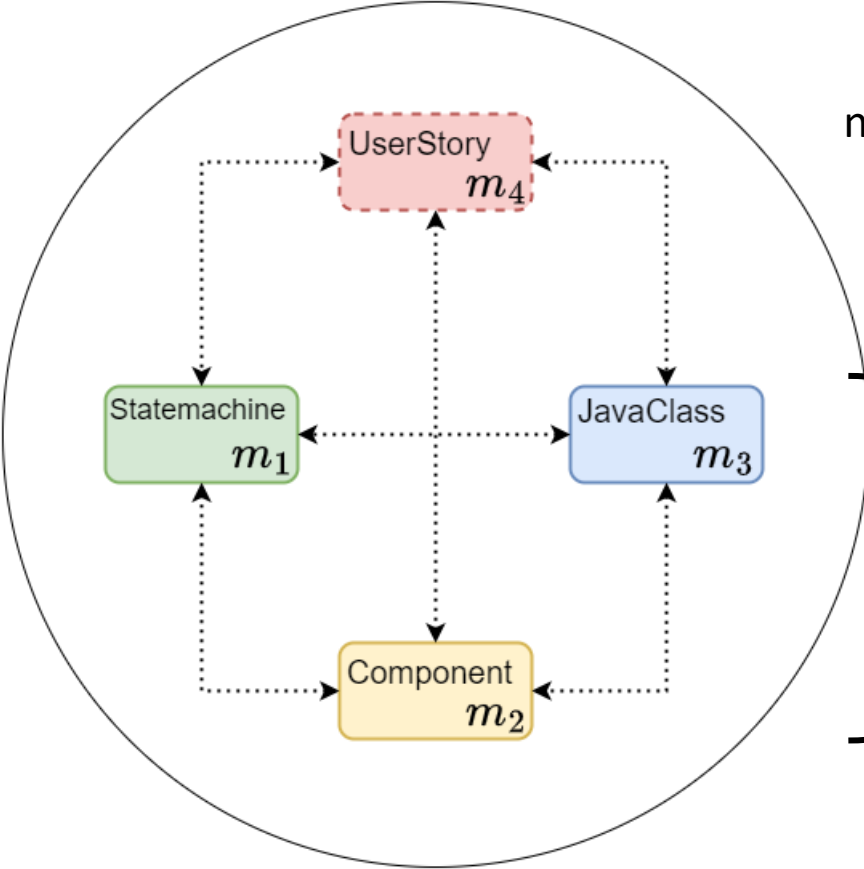 UserStory
m₄
Statemachine
m₁
JavaClass
m₃
Component
m₂